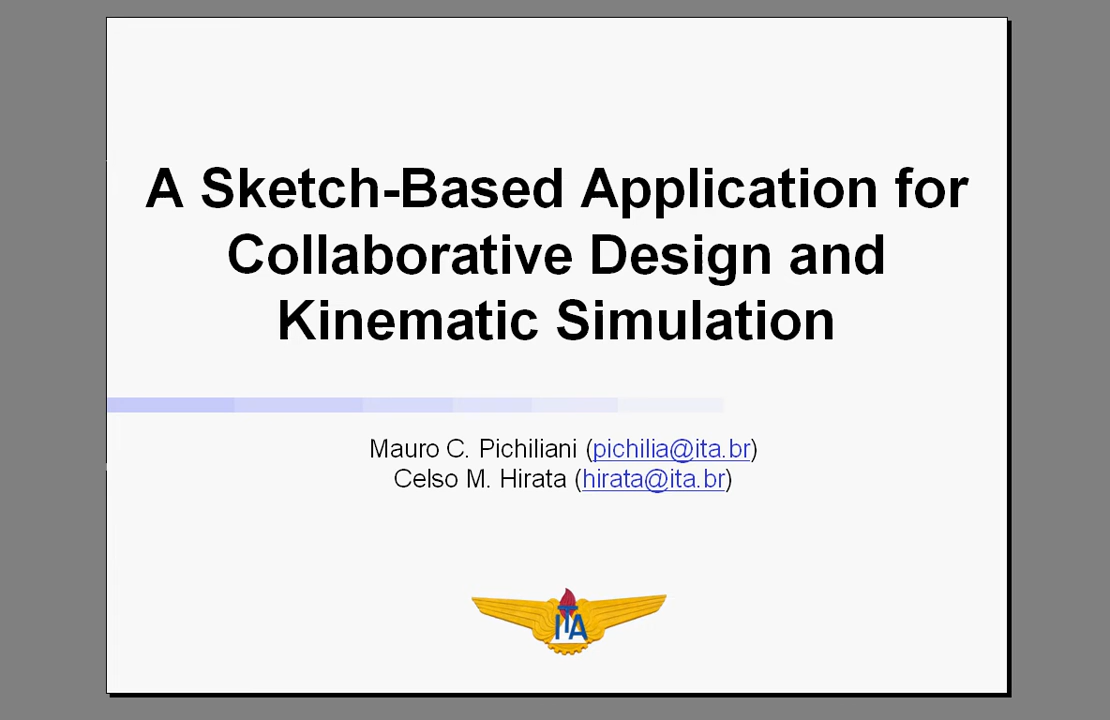 A Sketch-Based Application for
Collaborative Design and
Kinematic Simulation
Mauro C. Pichiliani (pichilia@ita.br)
Celso M. Hirata (hirata@ita.br)
ITA